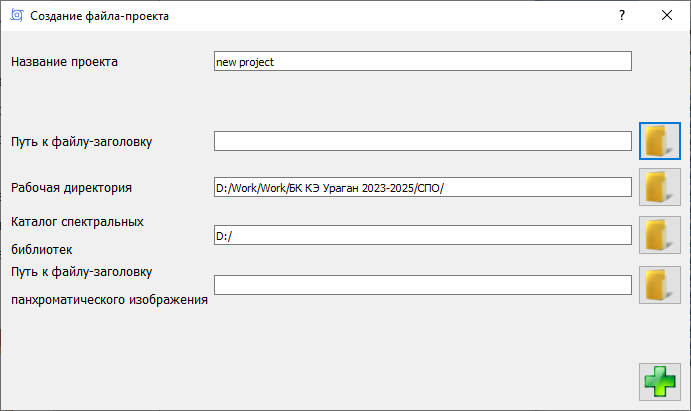 Создание файла-проекта
?
Название проекта
new project
Путь к файлу-заголовку
Рабочая директория
D:/Work/Work/БК КЭ Ураган 2023-2025/СПО/
Каталог спектральных
библиотек
D:/
Путь к файлу-заголовку
панхроматического изображения